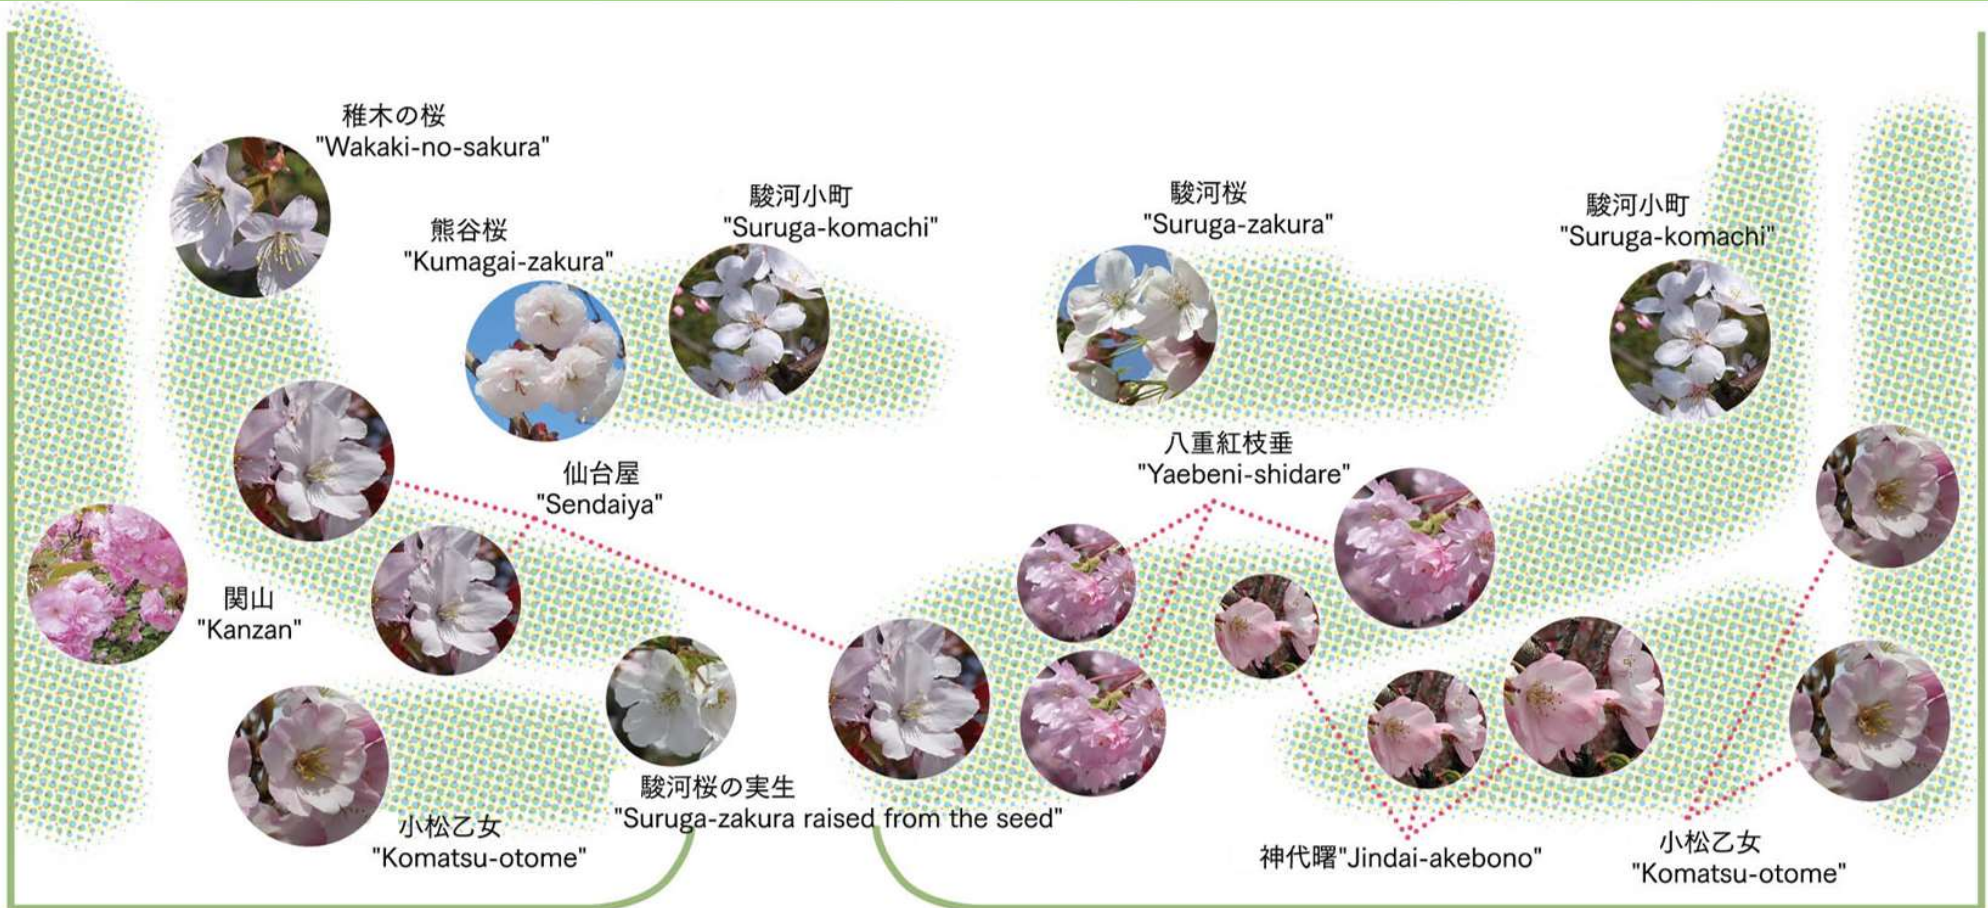 稚木の桜
"Wakaki-no-sakura"
熊谷桜
"Kumagai-zakura"
駿河小町
"Suruga-komachi"
駿河桜
"Suruga-zakura"
駿河小町
"Suruga-komachi"
仙台屋
"Sendaiya"
八重紅枝垂
"Yaebeni-shidare"
関山
"Kanzan"
駿河桜の実生
"Suruga-zakura raised from the seed"
小松乙女
"Komatsu-otome"
神代曙"Jindai-akebono"
小松乙女
"Komatsu-otome"